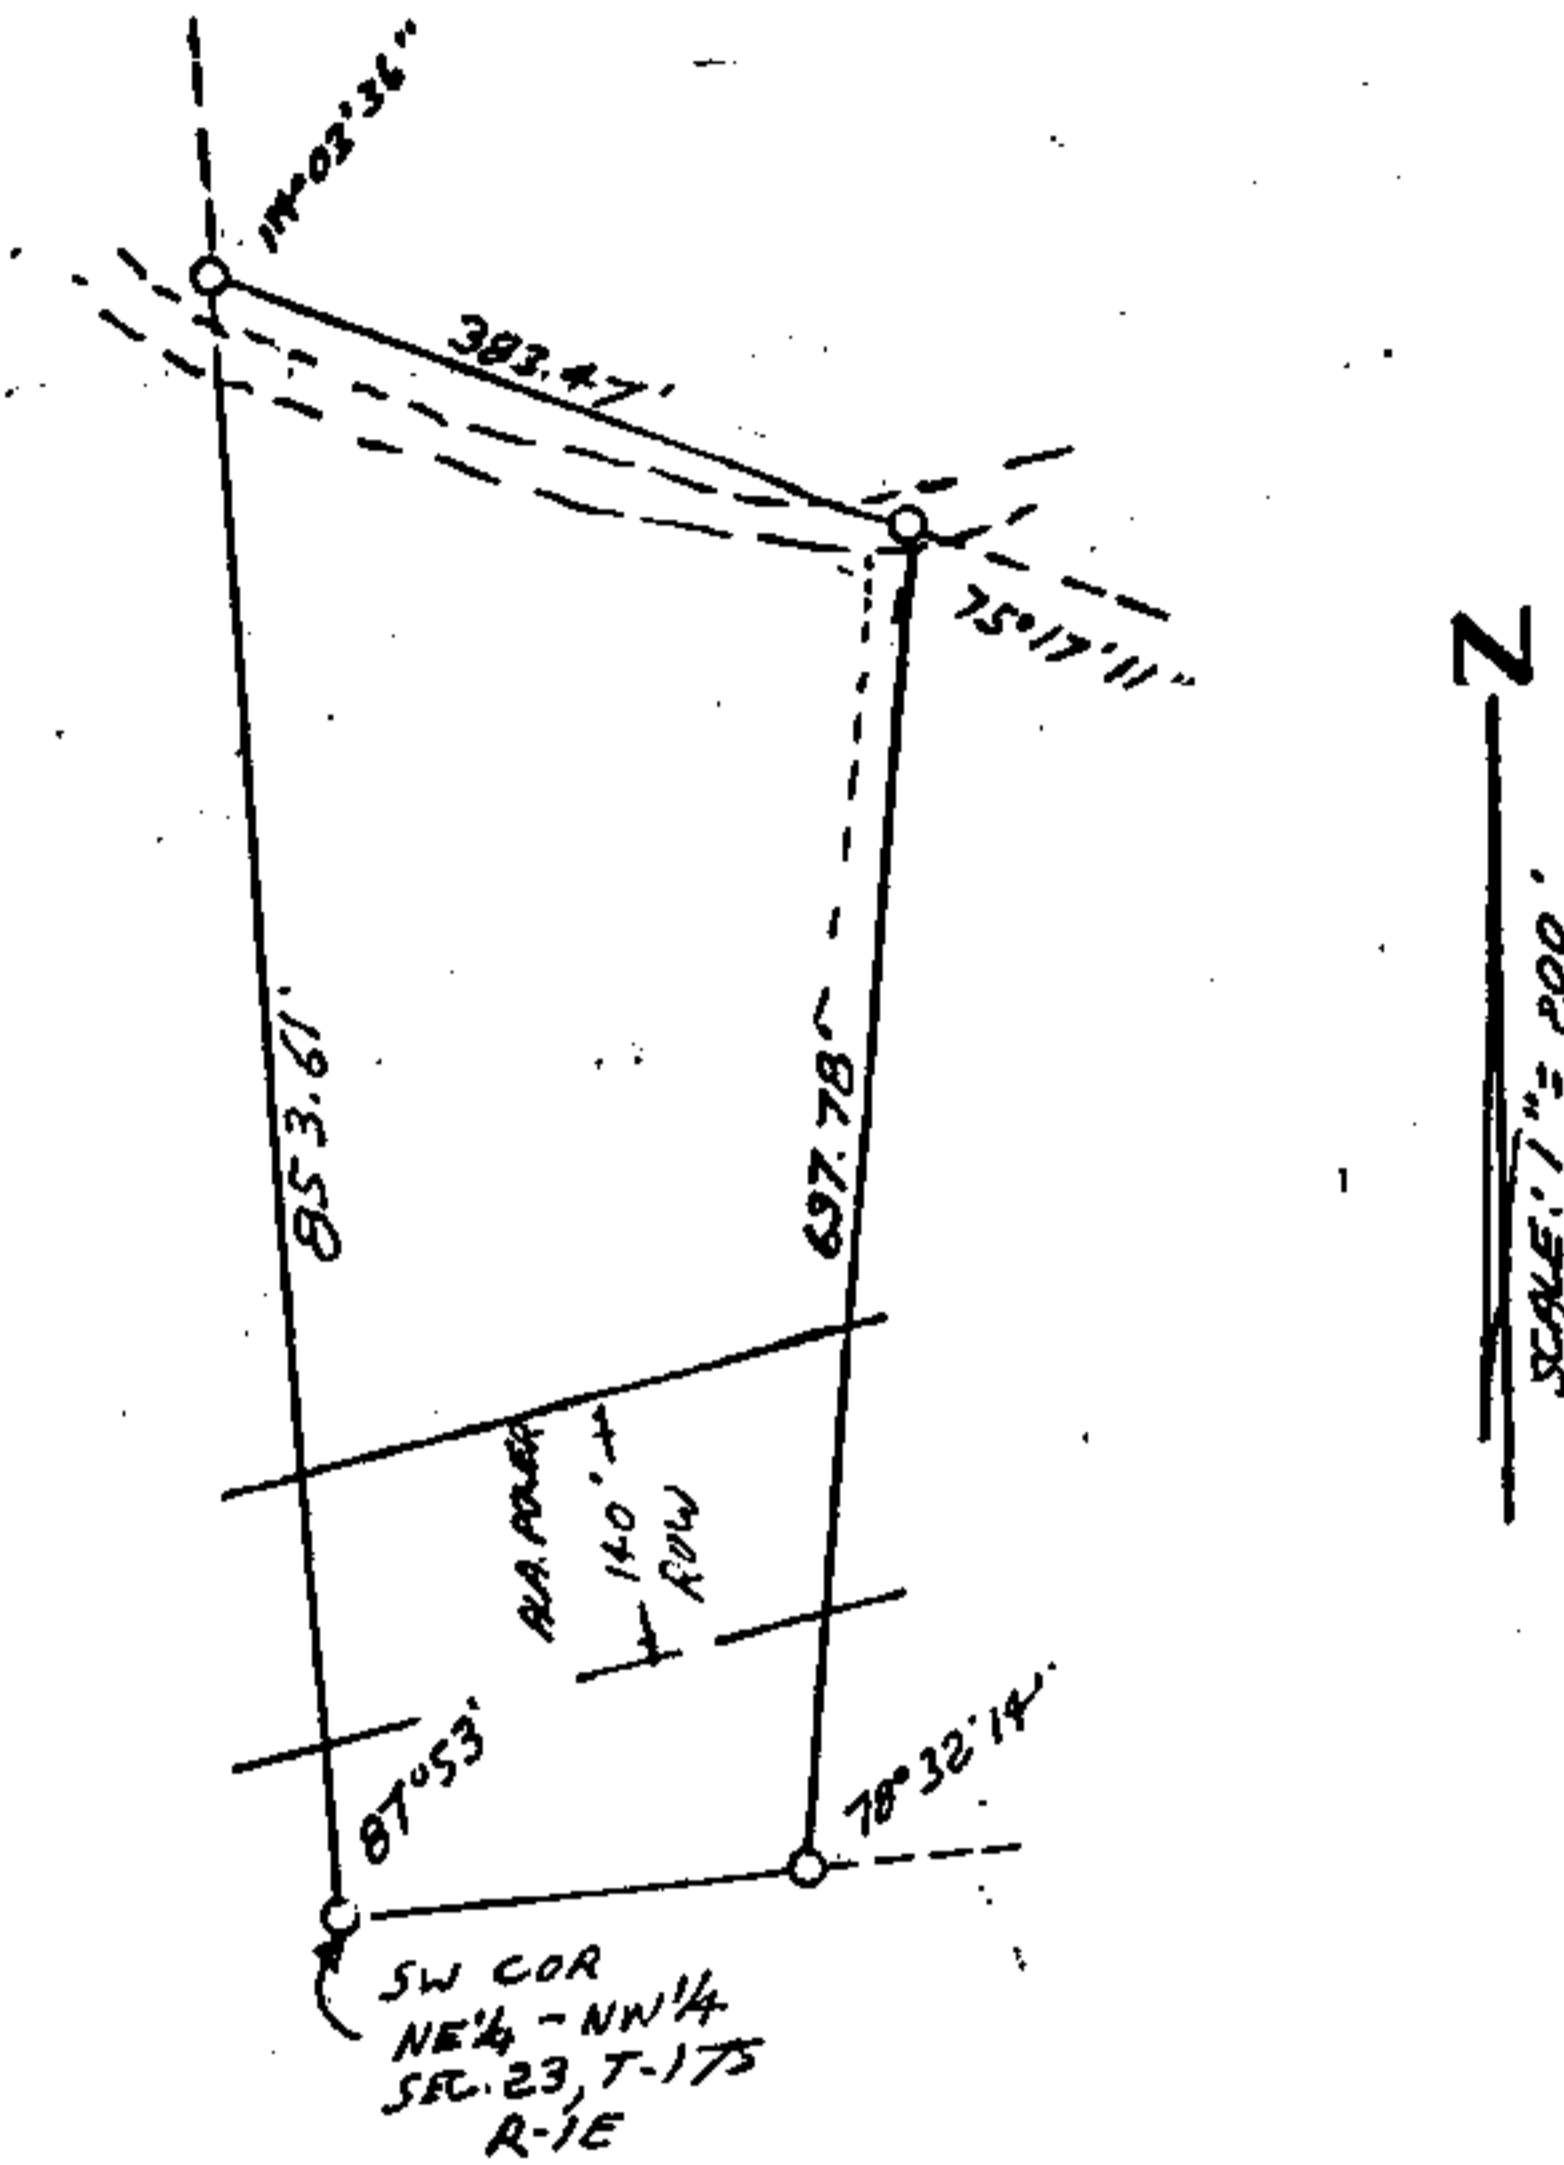 03'36"
383.47'
75°17'11"
N
853.61'
697.78'
SCALE: 1"= 200'
ALA. POWER
140'
ROW
87°53'
78°32'14"
SW COR
NE¼ - NW¼
SEC. 23, T-17S
R-1E